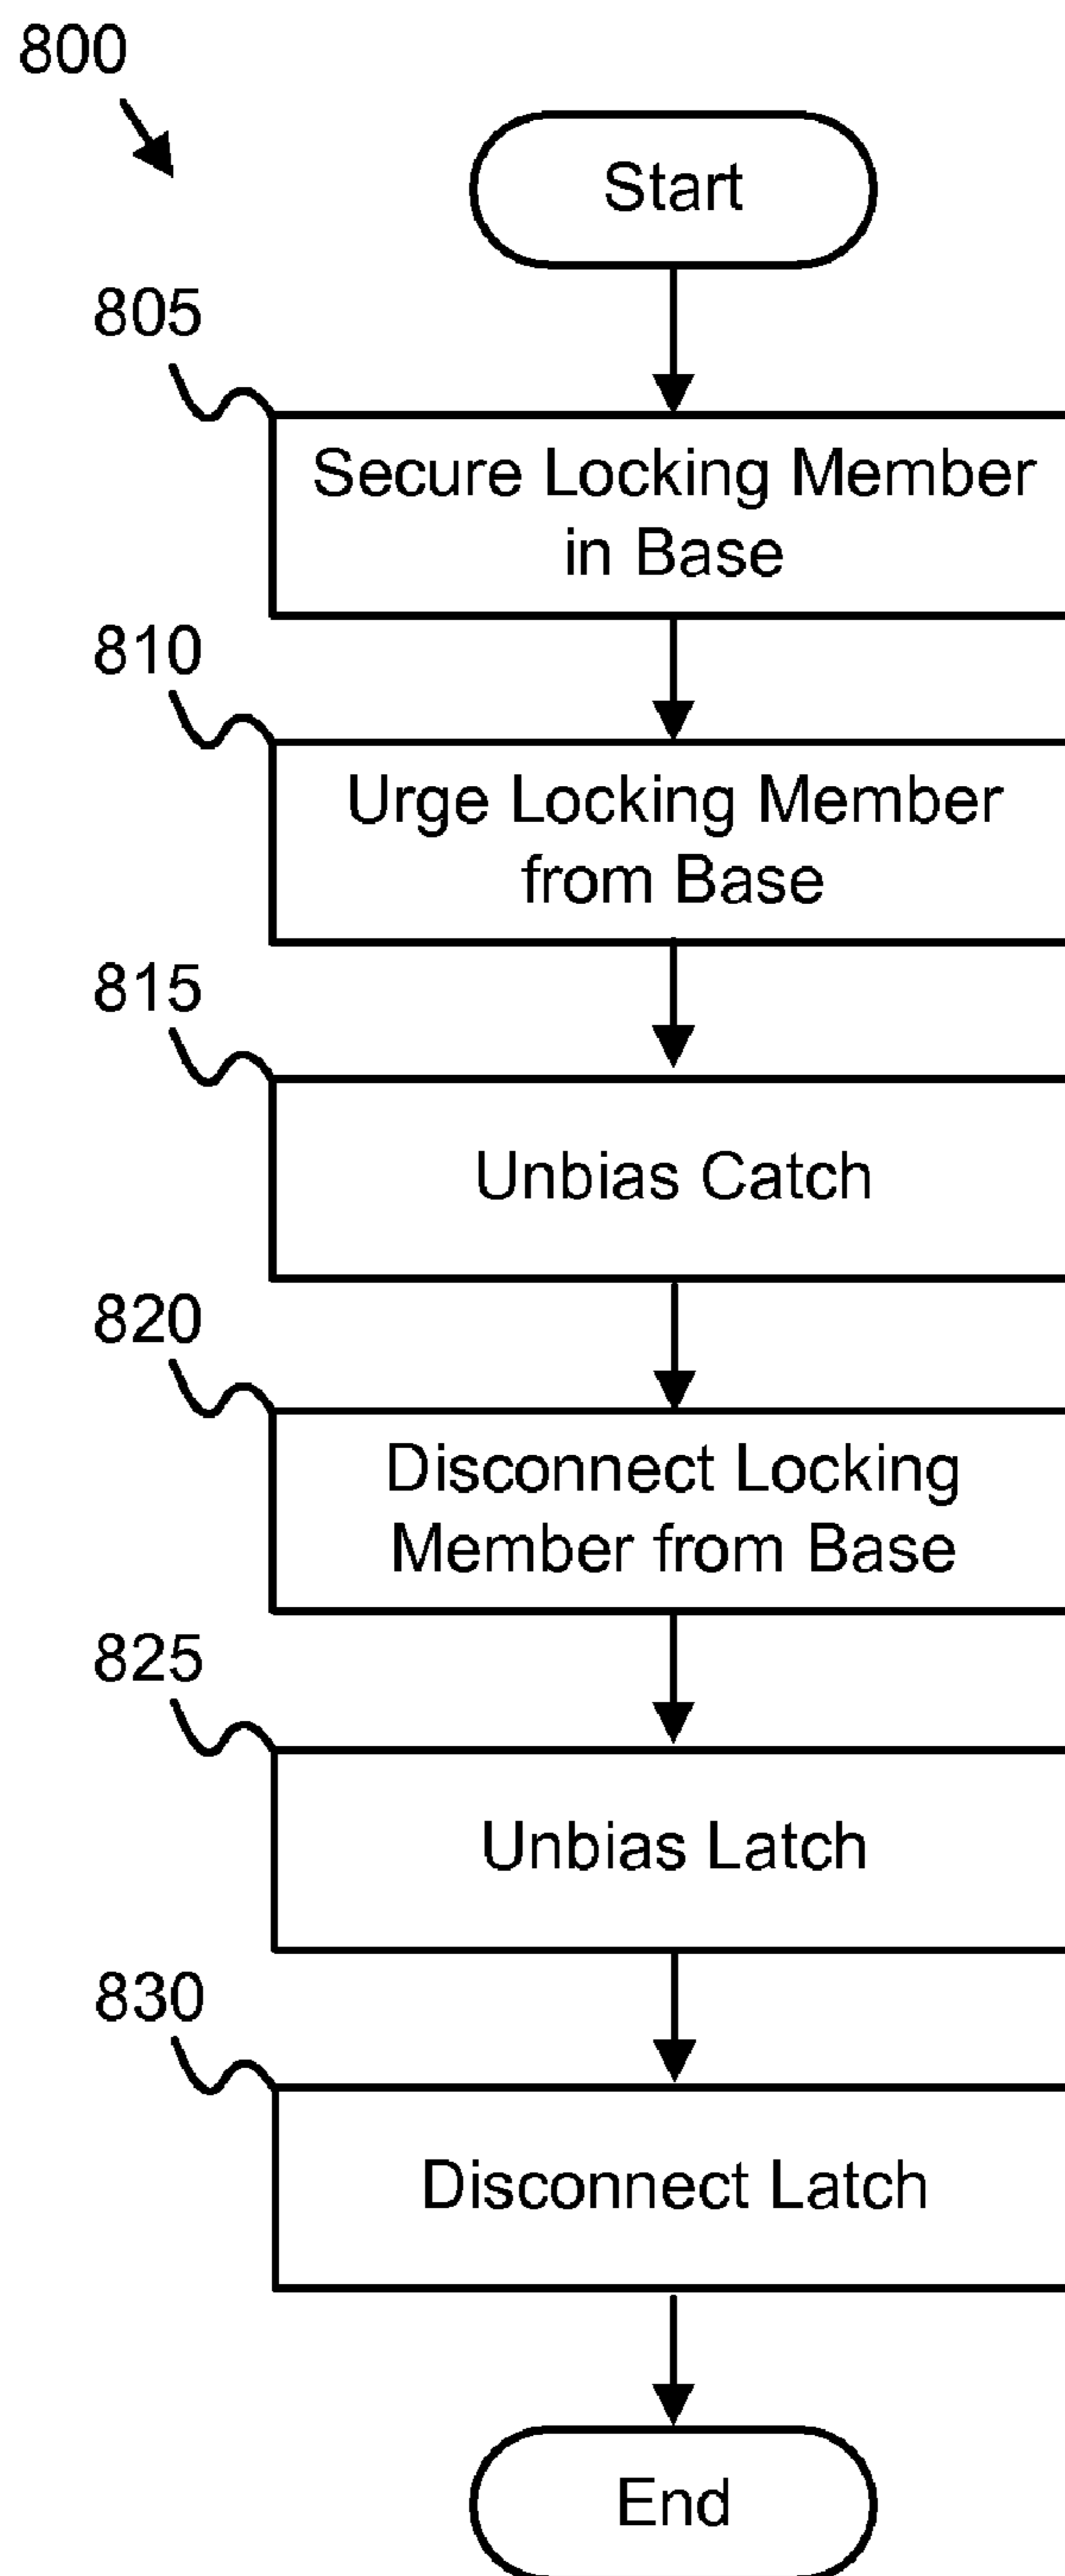 800
Start
805
Secure Locking Member
in Base
810
Urge Locking Member
from Base
815
Unbias Catch
820
Disconnect Locking
Member from Base
825
Unbias Latch
830
Disconnect Latch
End